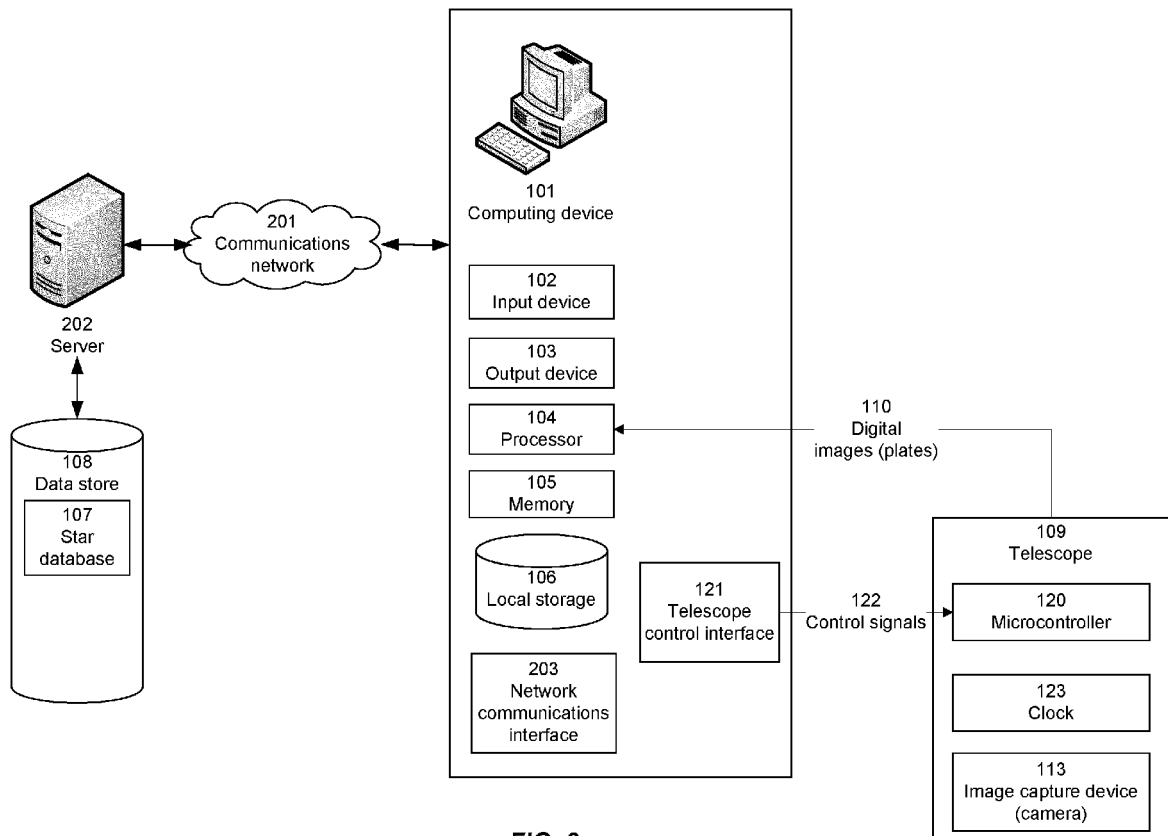 101
Computing device
201
Communications
network
102
Input device
202
Server
103
Output device
104
Processor
110
Digital
images (plates)
108
Data store
105
Memory
107
Star
database
109
Telescope
106
Local storage
121
Telescope
control interface
122
Control signals
120
Microcontroller
203
Network
communications
interface
123
Clock
113
Image capture device
(camera)
FIG.